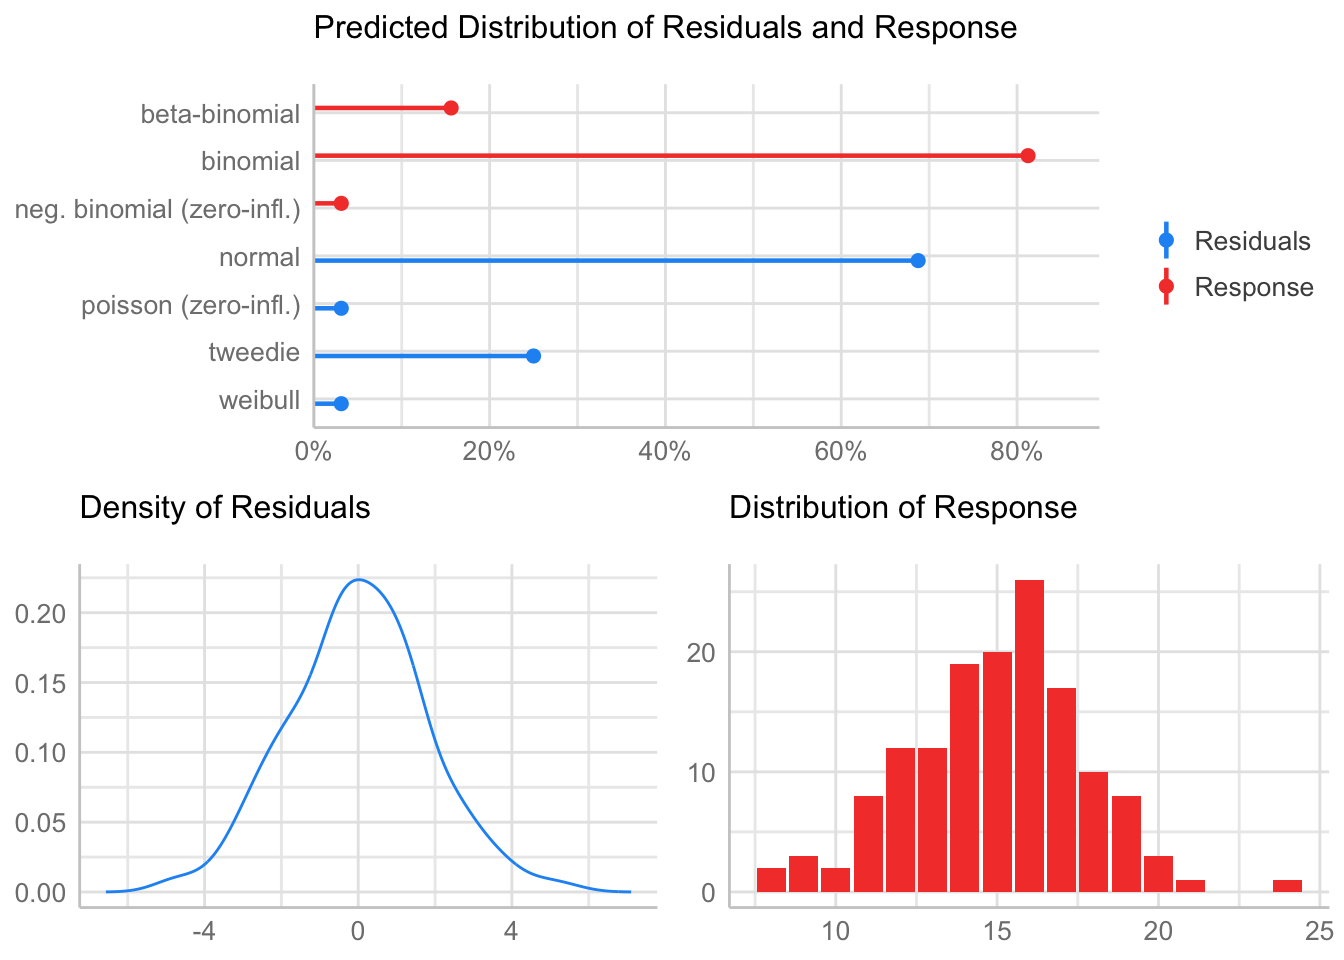 Predicted Distribution of Residuals and Response
beta-binomial
binomial
neg. binomial (zero-infl.)
normal
poisson (zero-infl.)
tweedie
weibull
0% 20% 40% 60% 80%
Residuals
Response
Density of Residuals
0.20
0.15
0.10
0.05
0.00
-4 0 4
Distribution of Response
20
10
0
10 15 20 25